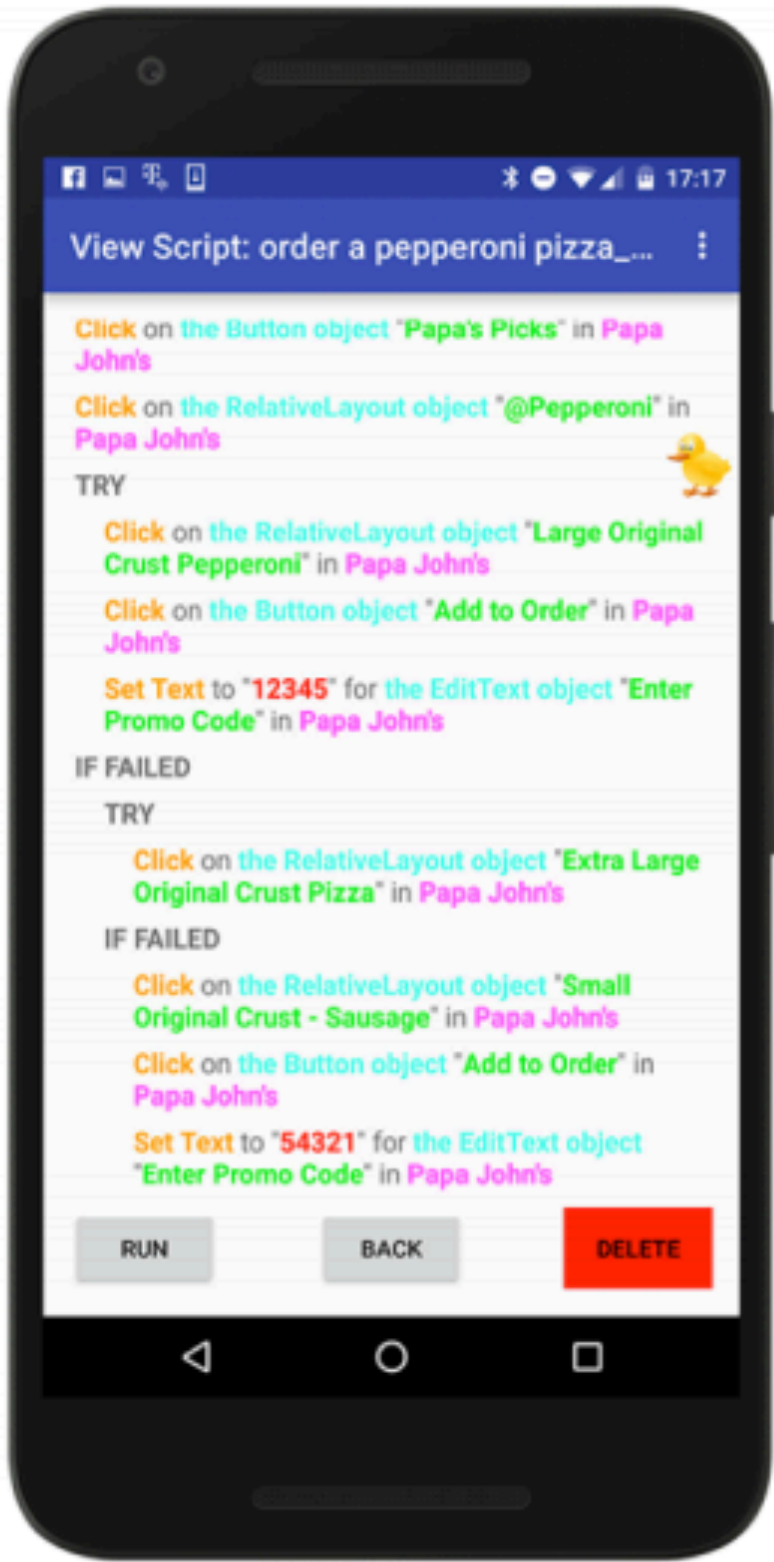 17:17
View Script: order a pepperoni pizza_...
Click on the Button object "Papa's Picks" in Papa
John's
Click on the RelativeLayout object "@Pepperoni" in
Papa John's
TRY
Click on the RelativeLayout object "Large Original
Crust Pepperoni" in Papa John's
Click on the Button object "Add to Order" in Papa
John's
Set Text to "12345" for the EditText object "Enter
Promo Code" in Papa John's
IF FAILED
TRY
Click on the RelativeLayout object "Extra Large
Original Crust Pizza" in Papa John's
IF FAILED
Click on the RelativeLayout object "Small
Original Crust - Sausage" in Papa John's
Click on the Button object "Add to Order" in
Papa John's
Set Text to "54321" for the EditText object
"Enter Promo Code" in Papa John's
RUN BACK DELETE